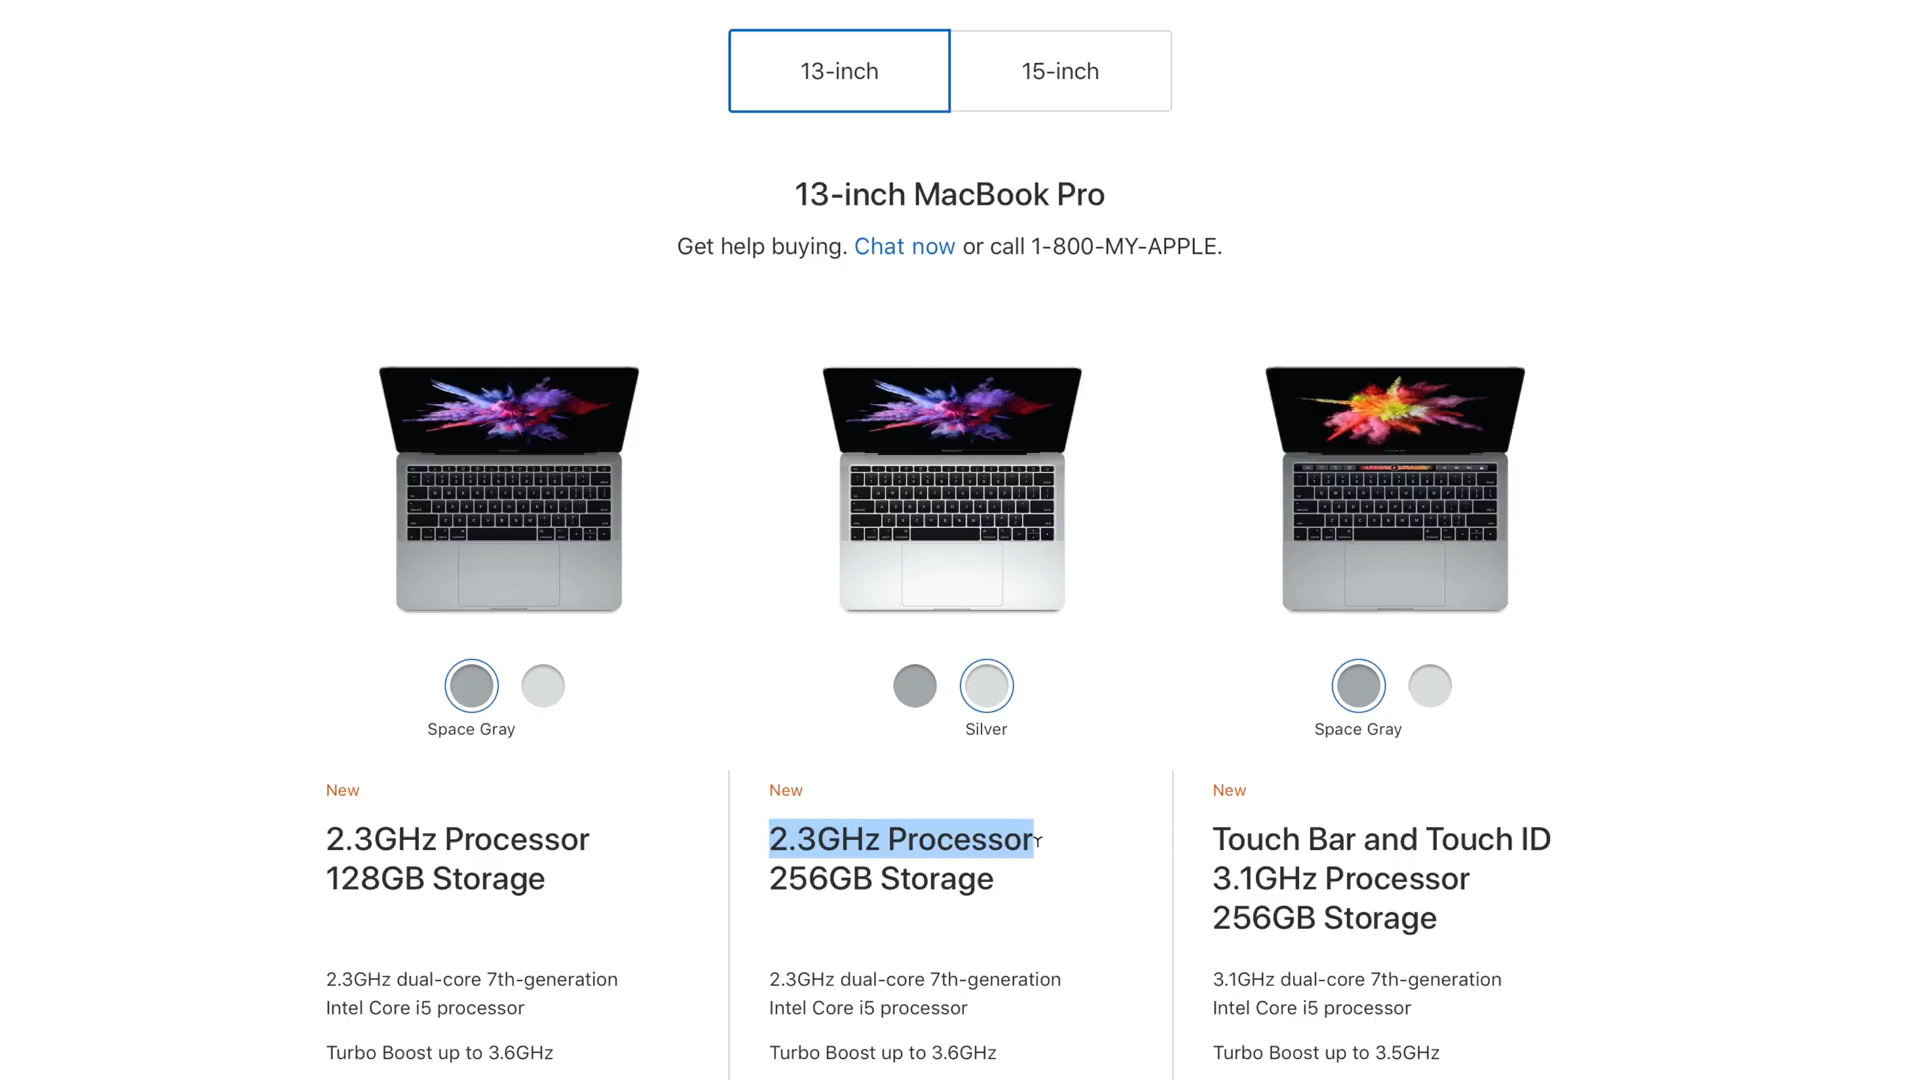 13-inch
15-inch
13-inch MacBook Pro
Get help buying. Chat now or call 1-800-MY-APPLE.
Space Gray
Silver
Space Gray
New
2.3GHz Processor
128GB Storage
2.3GHz dual-core 7th-generation
Intel Core i5 processor
Turbo Boost up to 3.6GHz
New
2.3GHz Processor
256GB Storage
2.3GHz dual-core 7th-generation
Intel Core i5 processor
Turbo Boost up to 3.6GHz
New
Touch Bar and Touch ID
3.1GHz Processor
256GB Storage
3.1GHz dual-core 7th-generation
Intel Core i5 processor
Turbo Boost up to 3.5GHz